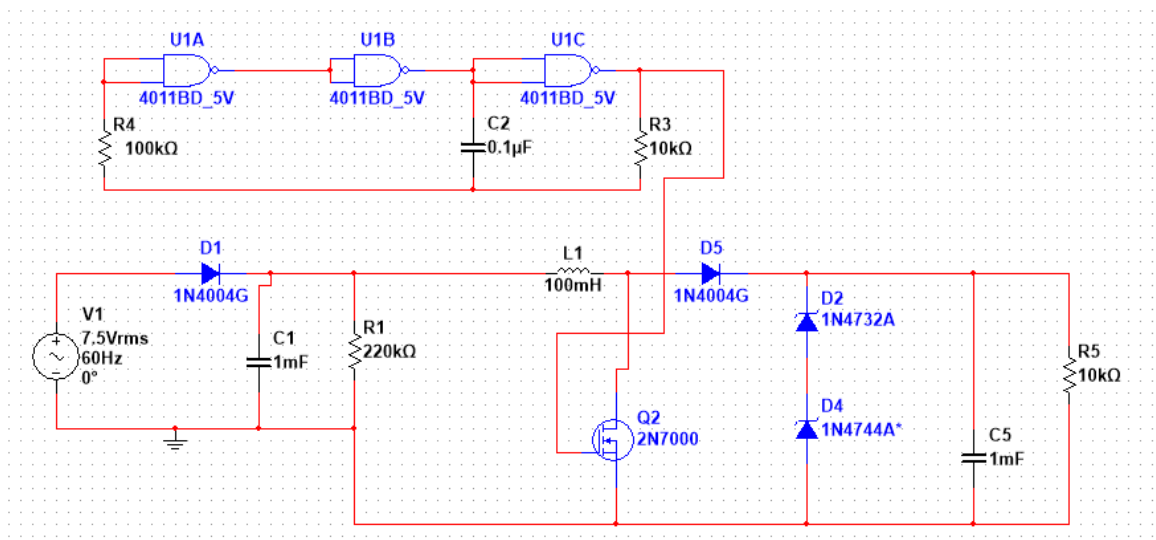 U1A
U1B
U1C
4011BD_5V
4011BD_5V
4011BD_5V
R4
100kΩ
C2
0.1µF
R3
10kΩ
D1
1N4004G
L1
100mH
D5
1N4004G
V1
7.5Vrms
60Hz
0°
C1
1mF
R1
220kΩ
D2
1N4732A
R5
10kΩ
Q2
2N7000
D4
1N4744A*
C5
1mF